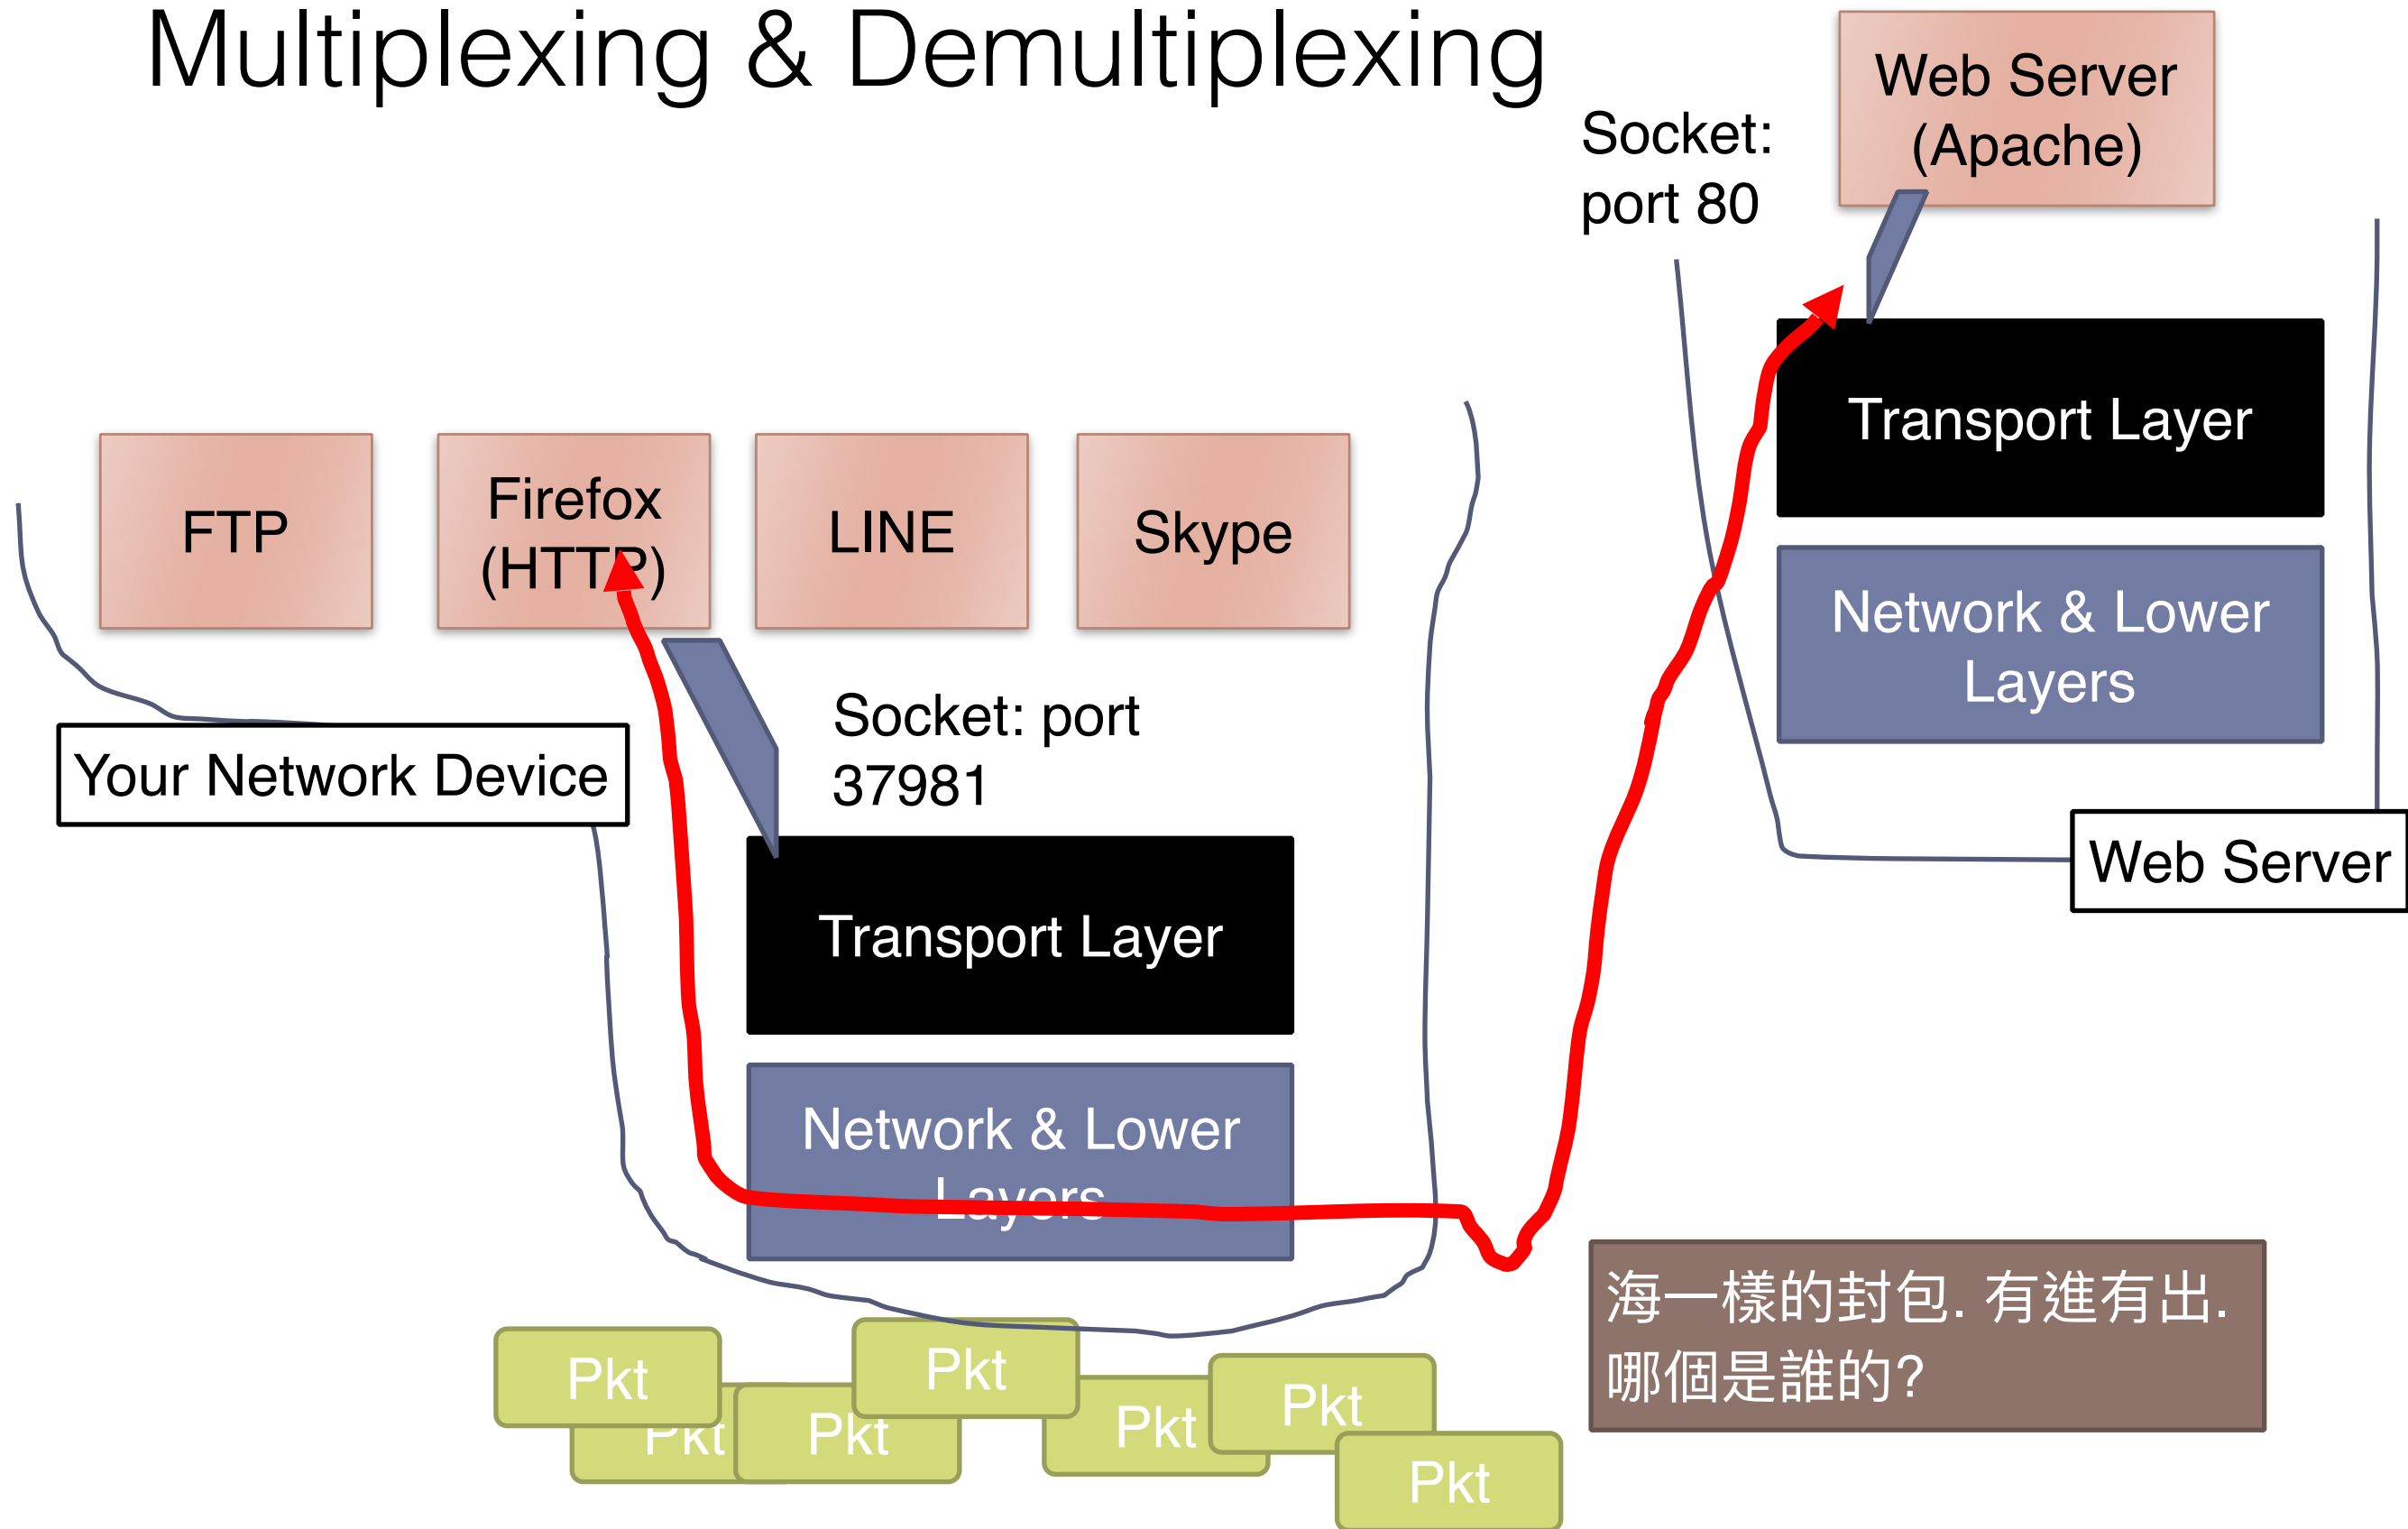 Multiplexing & Demultiplexing
Web Server
(Apache)
Socket:
port 80
Transport Layer
Network & Lower
Layers
Web Server
FTP
Firefox
(HTTP)
LINE
Skype
Your Network Device
Socket: port
37981
Transport Layer
Network & Lower
Layers
Pkt
Pkt
Pkt
Pkt
Pkt
Pkt
Pkt
海一樣的封包. 有進有出.
哪個是誰的?